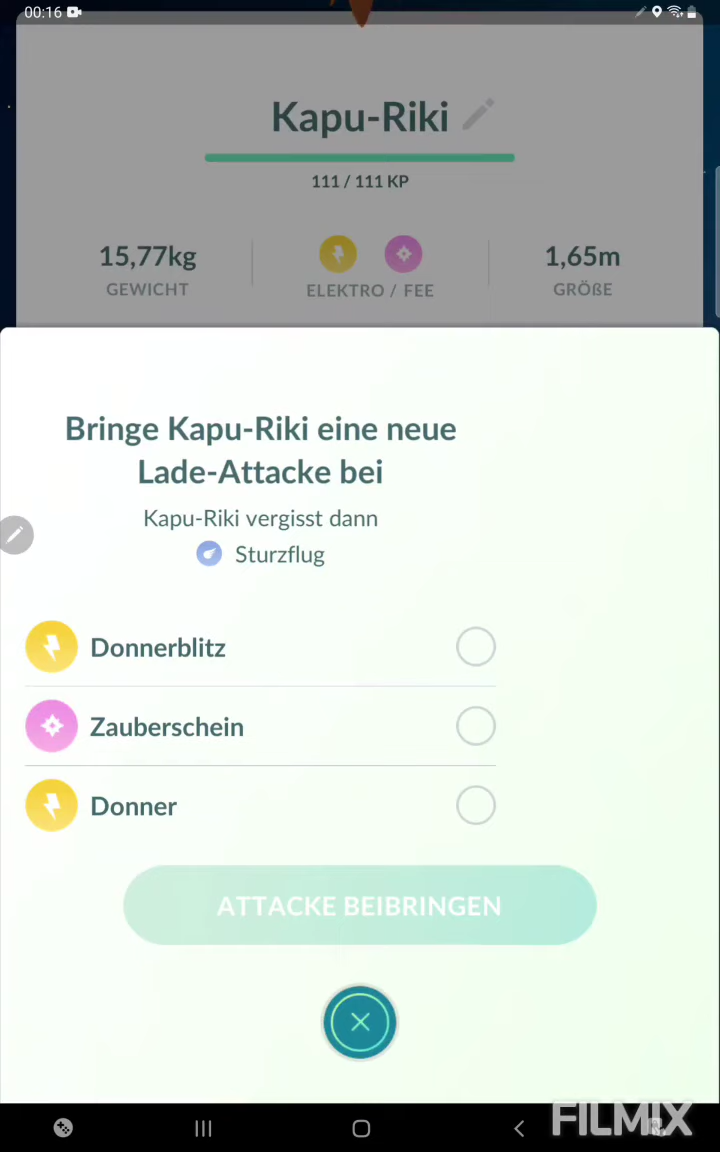 00:16
Kapu-Riki
111 / 111 KP
15,77kg
GEWICHT
ELEKTRO / FEE
1,65m
GRÖßE
Bringe Kapu-Riki eine neue
Lade-Attacke bei
Kapu-Riki vergisst dann
Sturzflug
Donnerblitz
Zauberschein
Donner
ATTACKE BEIBRINGEN
FILMIX